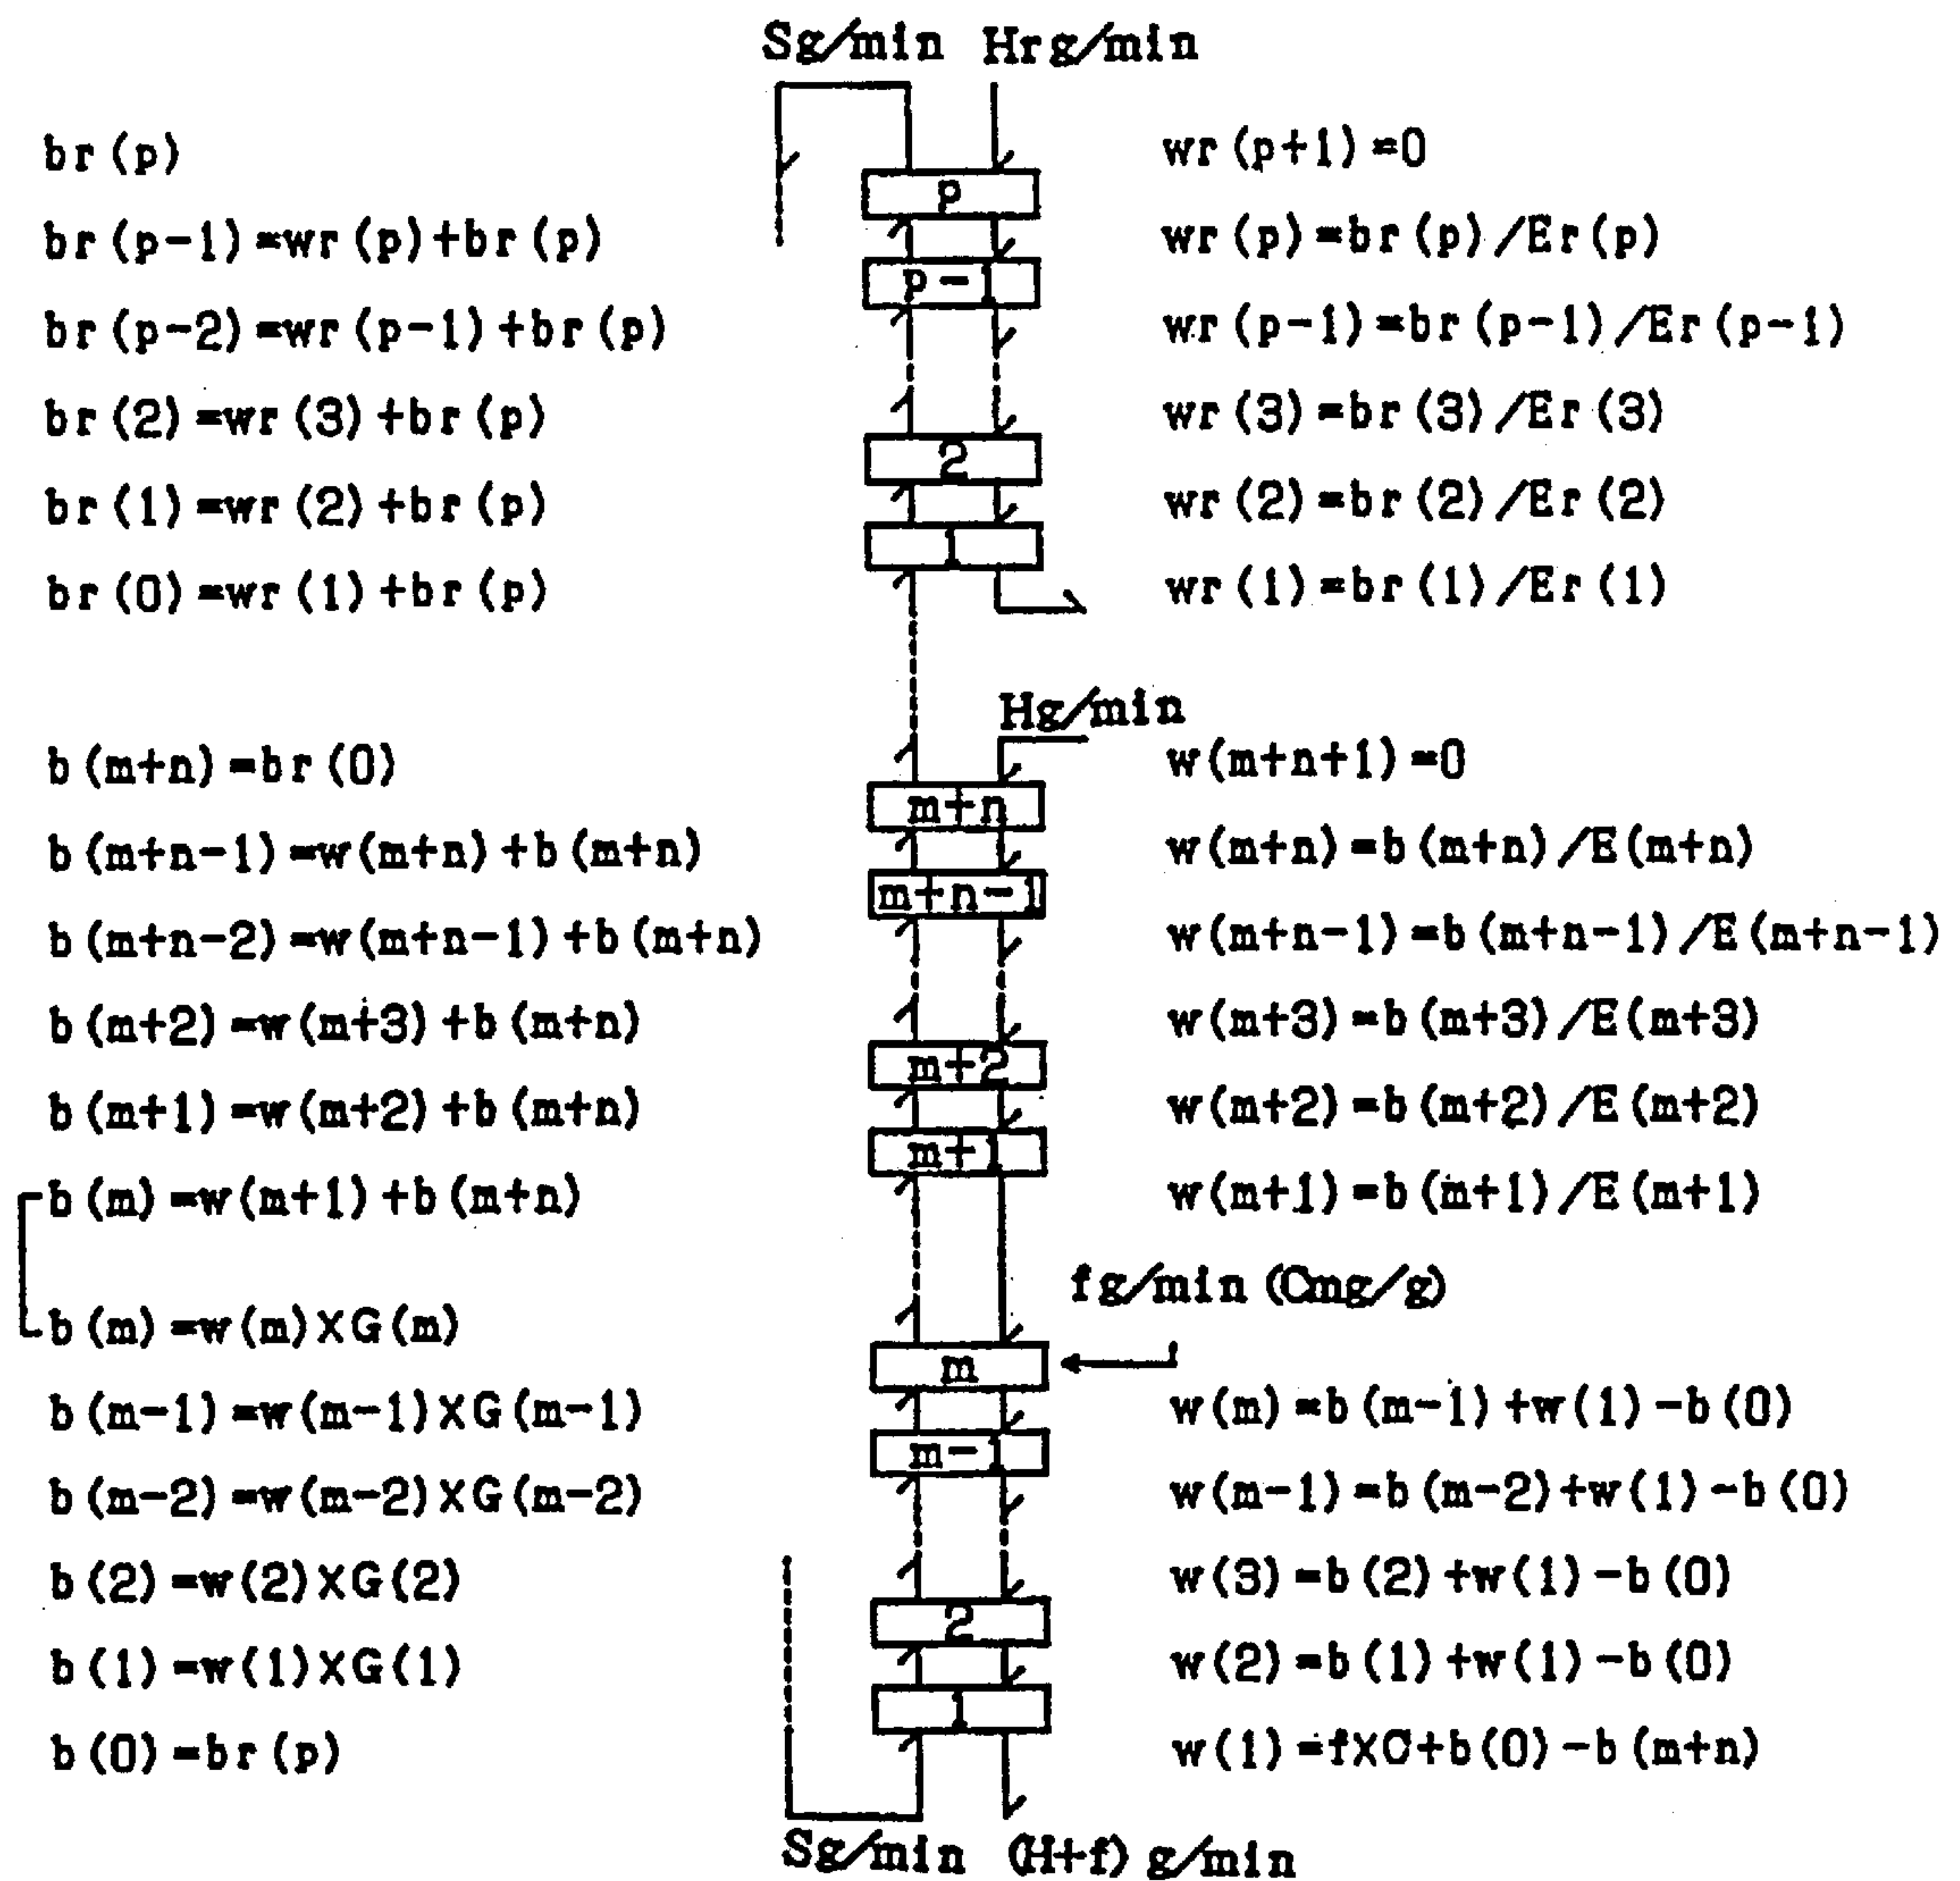 Sg/min Hrg/min
br(p) wr(p+1)=0
p
br(p-1)=wr(p)+br(p) wr(p)=br(p)/Er(p)
p-1
br(p-2)=wr(p-1)+br(p) wr(p-1)=br(p-1)/Er(p-1)
br(2)=wr(3)+br(p) wr(3)=br(3)/Er(3)
2
br(1)=wr(2)+br(p) wr(2)=br(2)/Er(2)
1
br(0)=wr(1)+br(p) wr(1)=br(1)/Er(1)
Hg/min
b(m+n)=br(0) w(m+n+1)=0
m+n
b(m+n-1)=w(m+n)+b(m+n) w(m+n)=b(m+n)/E(m+n)
m+n-1
b(m+n-2)=w(m+n-1)+b(m+n) w(m+n-1)=b(m+n-1)/E(m+n-1)
b(m+2)=w(m+3)+b(m+n) w(m+3)=b(m+3)/E(m+3)
m+2
b(m+1)=w(m+2)+b(m+n) w(m+2)=b(m+2)/E(m+2)
m+1
b(m)=w(m+1)+b(m+n) w(m+1)=b(m+1)/E(m+1)
fg/min(Cmg/g)
b(m)=w(m)XG(m)
m
b(m-1)=w(m-1)XG(m-1) w(m)=b(m-1)+w(1)-b(0)
m-1
b(m-2)=w(m-2)XG(m-2) w(m-1)=b(m-2)+w(1)-b(0)
b(2)=w(2)XG(2) w(3)=b(2)+w(1)-b(0)
2
b(1)=w(1)XG(1) w(2)=b(1)+w(1)-b(0)
1
b(0)=br(p) w(1)=fXC+b(0)-b(m+n)
Sg/min (H+f)g/min